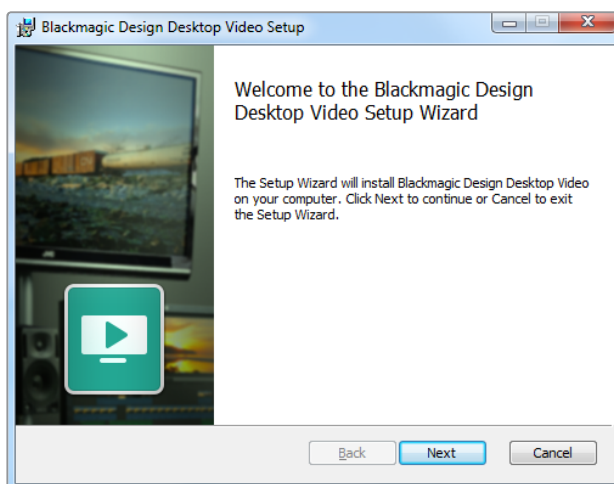 Blackmagic Design Desktop Video Setup
Welcome to the Blackmagic Design
Desktop Video Setup Wizard
The Setup Wizard will install Blackmagic Design Desktop Video
on your computer. Click Next to continue or Cancel to exit
the Setup Wizard.
Back Next Cancel